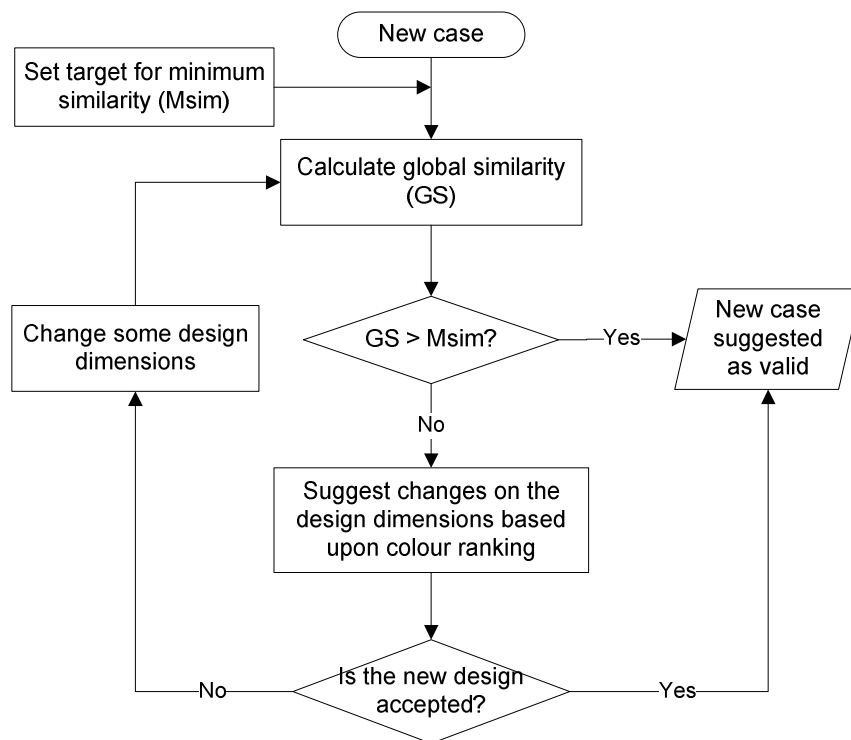 New case
Set target for minimum
similarity (Msim)
Calculate global similarity
(GS)
Change some design
dimensions
GS > Msim?
Yes
New case
suggested
as valid
No
Suggest changes on the
design dimensions based
upon colour ranking
No
Is the new design
accepted?
Yes